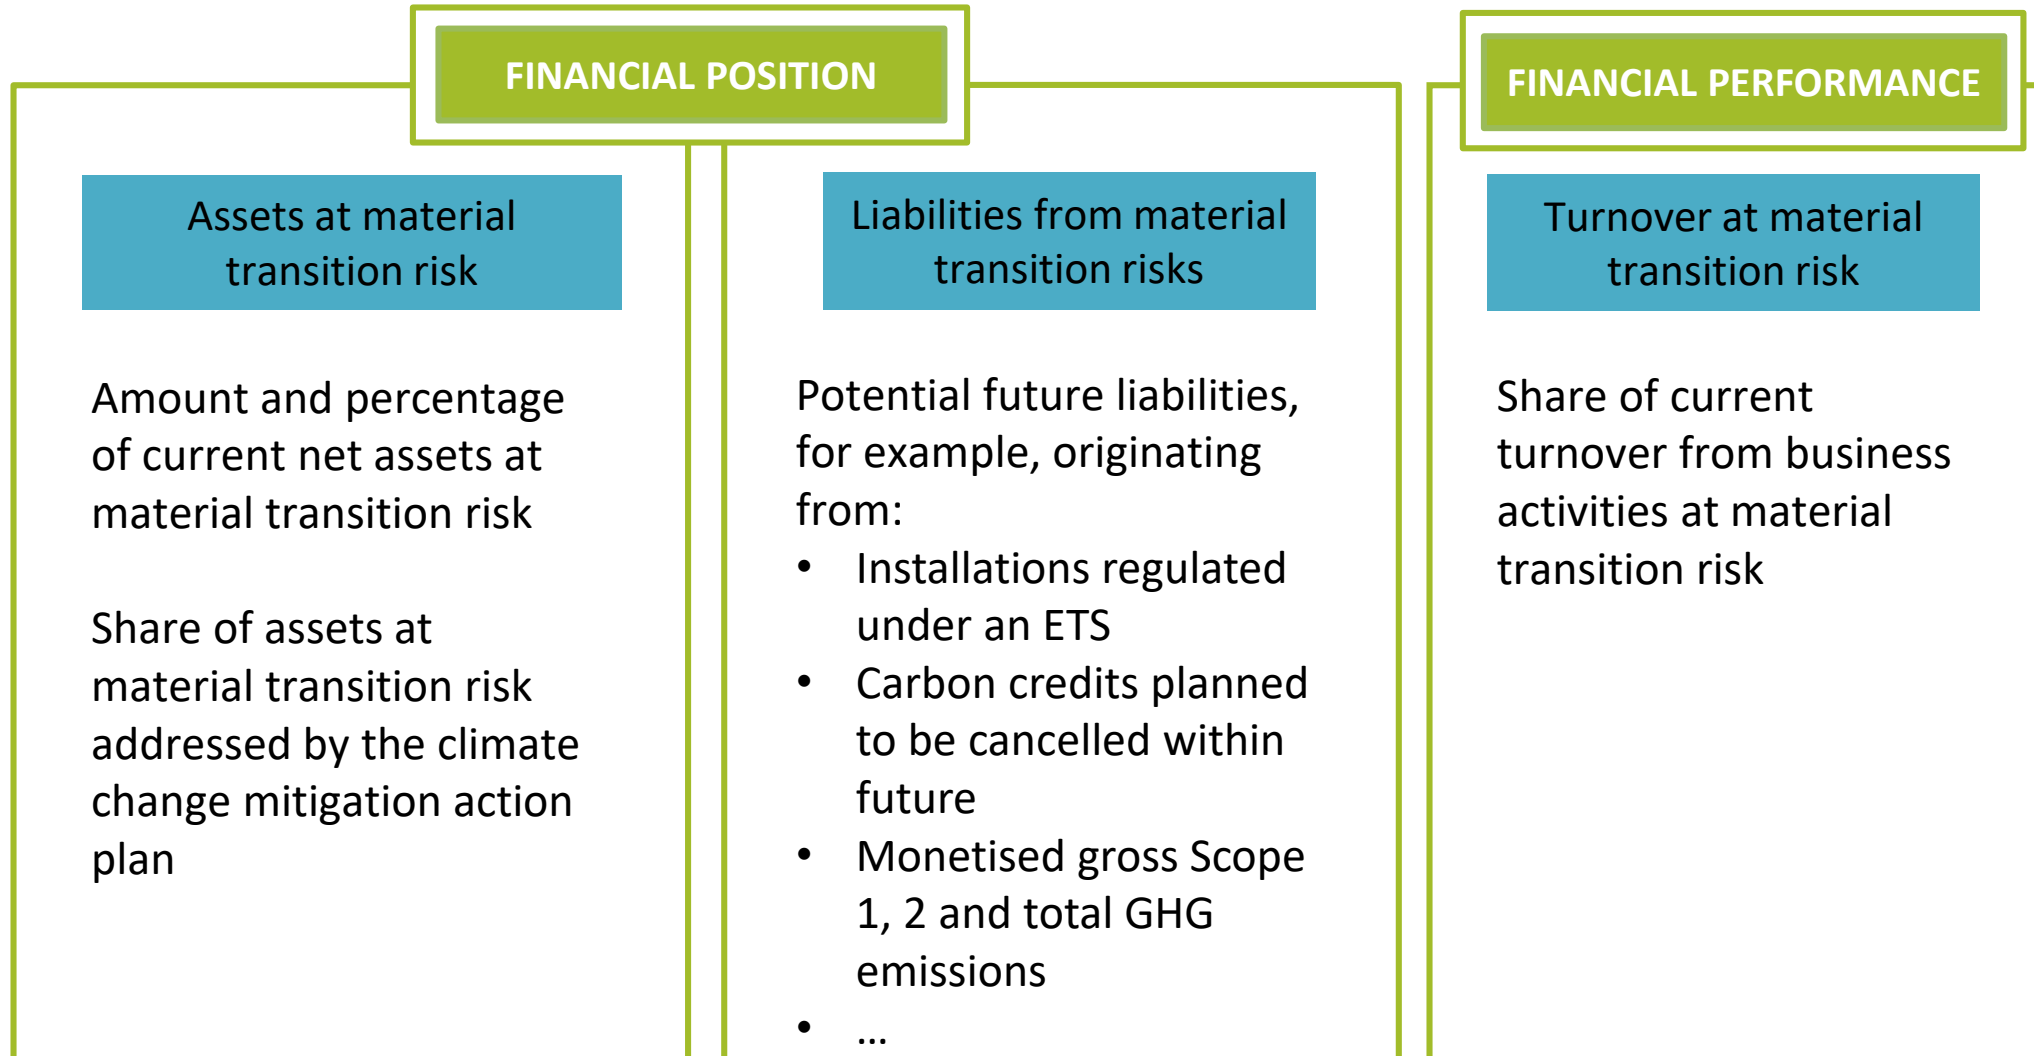 FINANCIAL POSITION
Assets at material
transition risk
Amount and percentage
of current net assets at
material transition risk
Share of assets at
material transition risk
addressed by the climate
change mitigation action
plan
Liabilities from material
transition risks
Potential future liabilities,
for example, originating
from:
• Installations regulated
under an ETS
• Carbon credits planned
to be cancelled within
future
• Monetised gross Scope
1, 2 and total GHG
emissions
• ...
FINANCIAL PERFORMANCE
Turnover at material
transition risk
Share of current
turnover from business
activities at material
transition risk